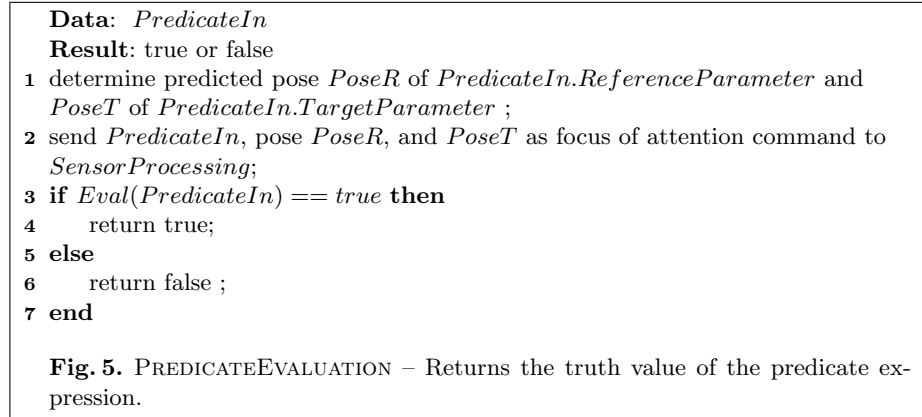 Data: PredicateIn
Result: true or false
1 determine predicted pose PoseR of PredicateIn.ReferenceParameter and
PoseT of PredicateIn.TargetParameter ;
2 send PredicateIn, pose PoseR, and PoseT as focus of attention command to
SensorProcessing;
3 if Eval(PredicateIn) == true then
4 return true;
5 else
6 return false ;
7 end
Fig. 5. PREDICATEEVALUATION – Returns the truth value of the predicate ex-
pression.